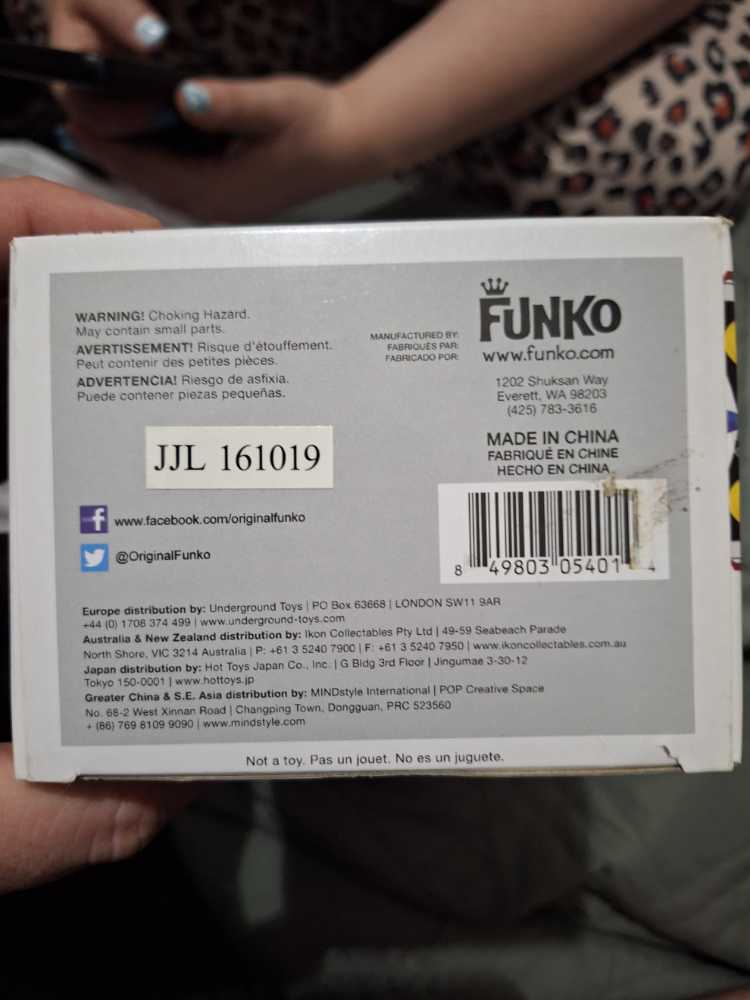 WARNING! Choking Hazard.
May contain small parts.
AVERTISSEMENT! Risque d'étouffement.
Peut contenir des petites pièces.
ADVERTENCIA! Riesgo de asfixia.
Puede contener piezas pequeñas.
MANUFACTURED BY:
FABRIQUÉS PAR:
FABRICADO POR:
FUNKO
www.funko.com
1202 Shuksan Way
Everett, WA 98203
(425) 783-3616
MADE IN CHINA
FABRIQUÉ EN CHINE
HECHO EN CHINA
JJL 161019
f www.facebook.com/originalfunko
@OriginalFunko
8 49803 05401 4
Europe distribution by: Underground Toys | PO Box 63668 | LONDON SW11 9AR
+44 (0) 1708 374 499 | www.underground-toys.com
Australia & New Zealand distribution by: Ikon Collectables Pty Ltd | 49-59 Seabeach Parade
North Shore, VIC 3214 Australia | P: +61 3 5240 7900 | F: +61 3 5240 7950 | www.ikoncollectables.com.au
Japan distribution by: Hot Toys Japan Co., Inc. | G Bldg 3rd Floor | Jingumae 3-30-12
Tokyo 150-0001 | www.hottoys.jp
Greater China & S.E. Asia distribution by: MINDstyle International | POP Creative Space
No. 68-2 West Xinnan Road | Changping Town, Dongguan, PRC 523560
+ (86) 769 8109 9090 | www.mindstyle.com
Not a toy. Pas un jouet. No es un juguete.